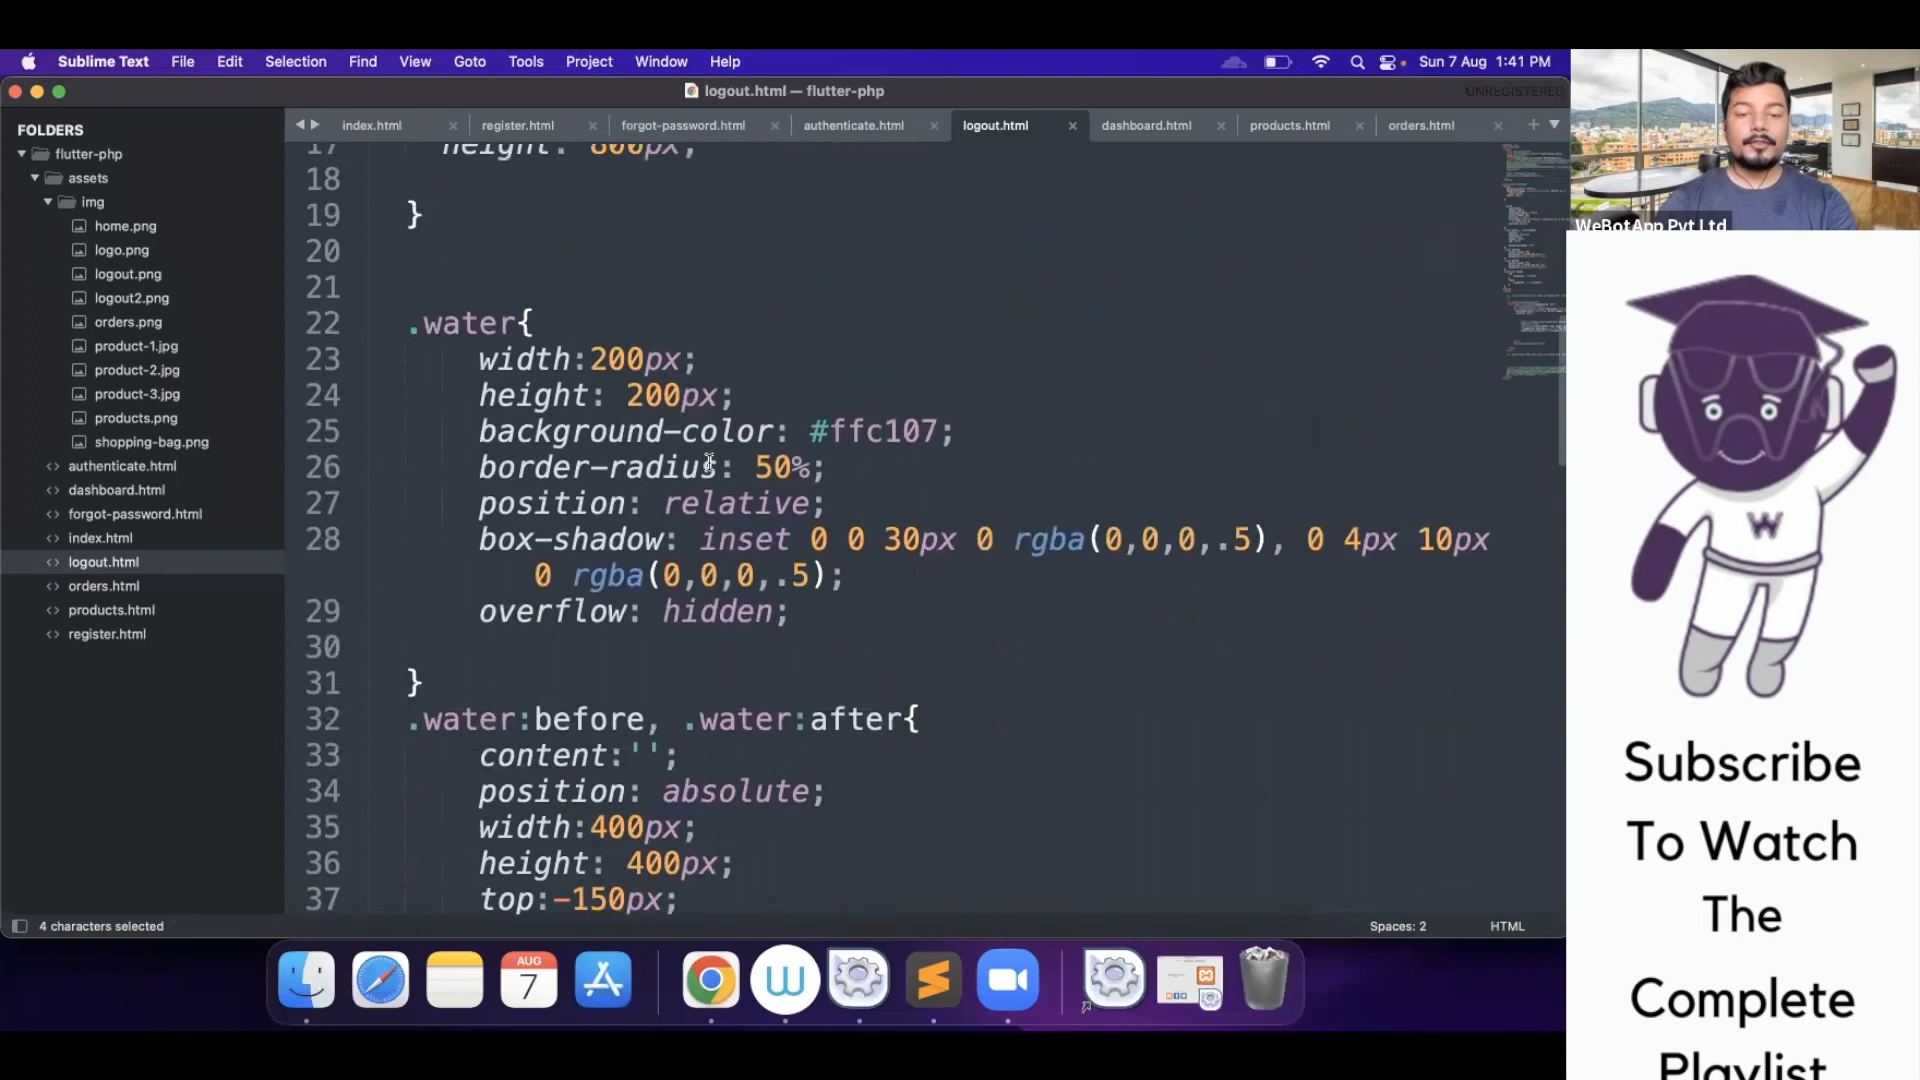 Sublime Text File Edit Selection Find View Goto Tools Project Window Help Sun 7 Aug 1:41 PM
logout.html — flutter-php
UNREGISTERED
FOLDERS
flutter-php
assets
img
home.png
logo.png
logout.png
logout2.png
orders.png
product-1.jpg
product-2.jpg
product-3.jpg
products.png
shopping-bag.png
authenticate.html
dashboard.html
forgot-password.html
index.html
logout.html
orders.html
products.html
register.html
index.html register.html forgot-password.html authenticate.html logout.html dashboard.html products.html orders.html
17 height: 800px;
18
19 }
20
21
22 .water{
23 width:200px;
24 height: 200px;
25 background-color: #ffc107;
26 border-radius: 50%;
27 position: relative;
28 box-shadow: inset 0 0 30px 0 rgba(0,0,0,.5), 0 4px 10px
0 rgba(0,0,0,.5);
29 overflow: hidden;
30
31 }
32 .water:before, .water:after{
33 content:'';
34 position: absolute;
35 width:400px;
36 height: 400px;
37 top:-150px;
4 characters selected
Spaces: 2 HTML
AUG
7
WeBotApp Pvt Ltd
W
Subscribe
To Watch
The
Complete
Playlist